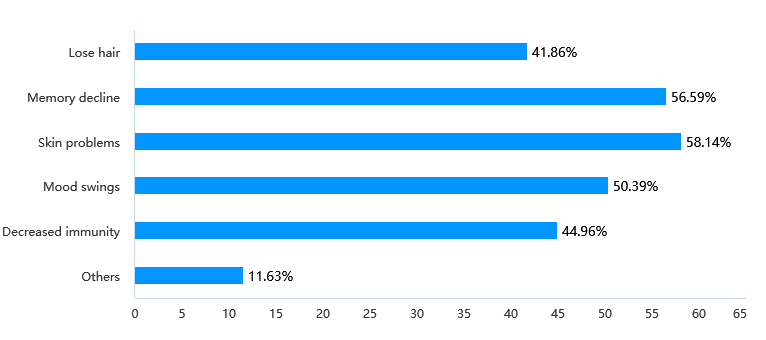 Lose hair 41.86%
Memory decline 56.59%
Skin problems 58.14%
Mood swings 50.39%
Decreased immunity 44.96%
Others 11.63%
0 5 10 15 20 25 30 35 40 45 50 55 60 65